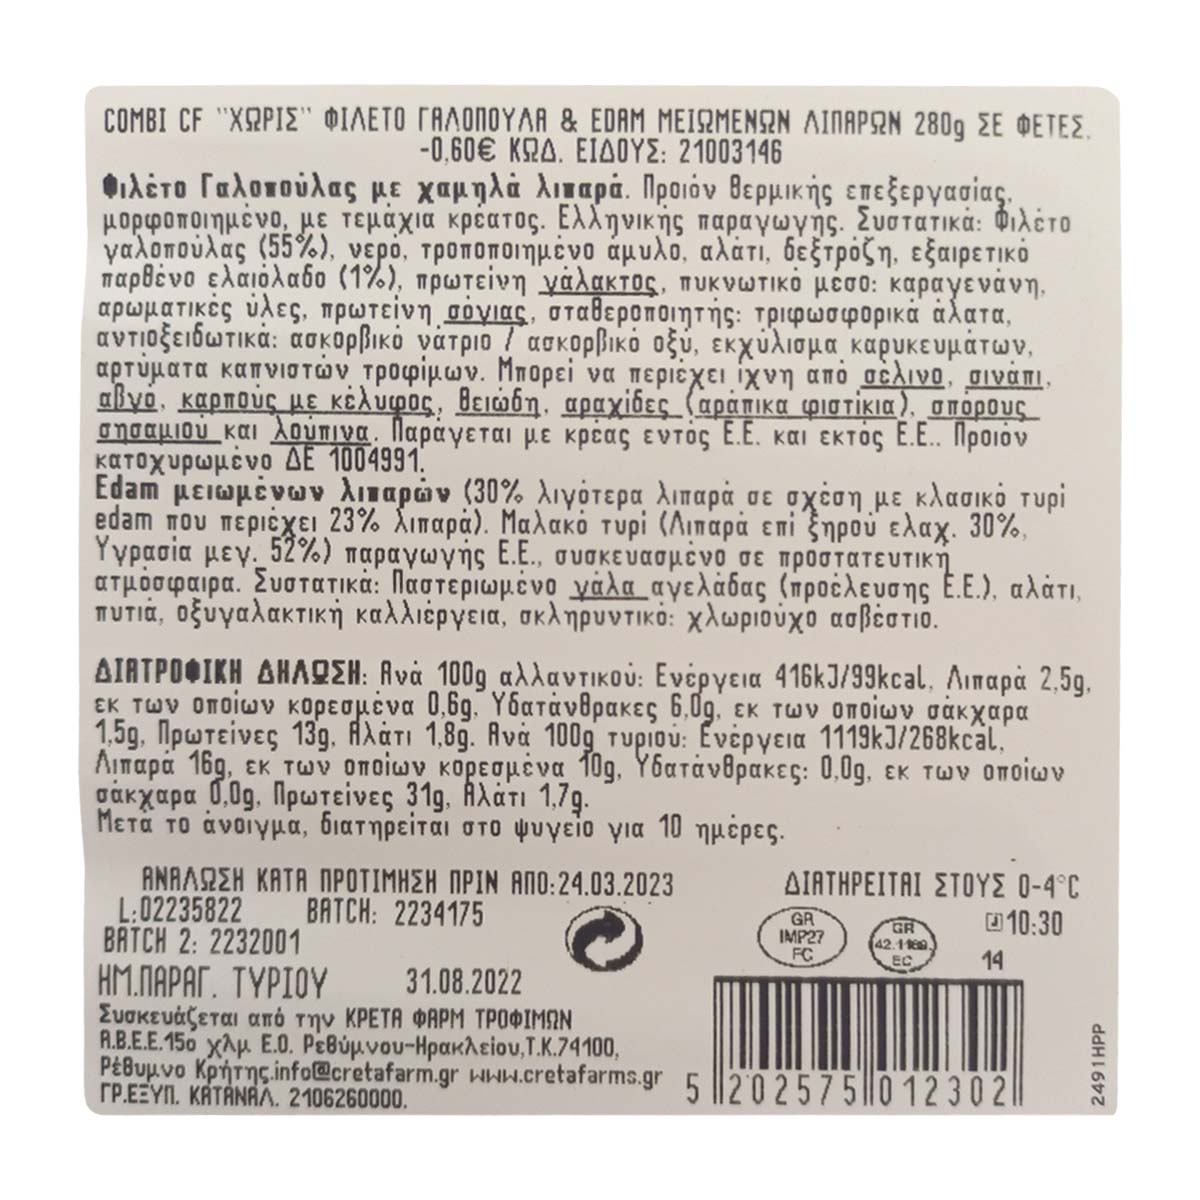 COMBI CF "ΧΩΡΙΣ" ΦΙΛΕΤΟ ΓΑΛΟΠΟΥΛΑ & EDAM ΜΕΙΩΜΕΝΩΝ ΛΙΠΑΡΩΝ 280g ΣΕ ΦΕΤΕΣ.
-0,60€ ΚΩΔ. ΕΙΔΟΥΣ: 21003146
Φιλέτο Γαλοπούλας με χαμηλά λιπαρά. Προιόν θερμικής επεξεργασίας,
μορφοποιημένο, με τεμάχια κρέατος. Ελληνικής παραγωγης. Συστατικά: Φιλέτο
γαλοπούλας (55%), νερό, τροποποιημένο άμυλο, αλάτι, δεξτρόζη, εξαιρετικό
παρθένο ελαιόλαδο (1%), πρωτείνη γάλακτος, πυκνωτικό μέσο: καραγενάνη,
αρωματικές ύλες, πρωτείνη σόγιας, σταθεροποιητής: τριφωσφορικά άλατα,
αντιοξειδωτικά: ασκορβικό νάτριο / ασκορβικό οξύ, εκχύλισμα καρυκευμάτων,
αρτύματα καπνιστών τροφίμων. Μπορεί να περιέχει ίχνη από σέλινο, σινάπι,
αβγό, καρπούς με κέλυφος, θειώδη, αραχίδες (αράπικα φιστίκια), σπόρους
σησαμιού και λούπινα. Παράγεται με κρέας εντός Ε.Ε. και εκτός Ε.Ε.. Προιόν
κατοχυρωμένο ΔΕ 1004991.
Edam μειωμένων λιπαρών (30% λιγότερα λιπαρά σε σχέση με κλασικό τυρί
edam που περιέχει 23% λιπαρά). Μαλακό τυρί (Λιπαρά επί ξηρού ελαχ. 30%,
Υγρασία μεγ. 52%) παραγωγής Ε.Ε., συσκευασμένο σε προστατευτική
ατμόσφαιρα. Συστατικά: Παστεριωμένο γάλα αγελάδας (προέλευσης Ε.Ε.), αλάτι,
πυτιά, οξυγαλακτική καλλιέργεια, σκληρυντικό: χλωριούχο ασβέστιο.
ΔΙΑΤΡΟΦΙΚΗ ΔΗΛΩΣΗ: Ανά 100g αλλαντικού: Ενέργεια 416kJ/99kcal, Λιπαρά 2,5g,
εκ των οποίων κορεσμένα 0,6g, Υδατάνθρακες 6,0g, εκ των οποίων σάκχαρα
1,5g, Πρωτείνες 13g, Αλάτι 1,8g. Ανά 100g τυριού: Ενέργεια 1119kJ/268kcal,
Λιπαρά 16g, εκ των οποίων κορεσμένα 10g, Υδατάνθρακες: 0,0g, εκ των οποίων
σάκχαρα 0,0g, Πρωτείνες 31g, Αλάτι 1,7g.
Μετά το άνοιγμα, διατηρείται στο ψυγείο για 10 ημέρες.
ΑΝΑΛΩΣΗ ΚΑΤΑ ΠΡΟΤΙΜΗΣΗ ΠΡΙΝ ΑΠΟ:24.03.2023
ΔΙΑΤΗΡΕΙΤΑΙ ΣΤΟΥΣ 0-4°C
L:02235822 BATCH: 2234175
GR
IMP27
FC
GR
42.1169.
EC
10:30
BATCH 2: 2232001
14
ΗΜ.ΠΑΡΑΓ. ΤΥΡΙΟΥ 31.08.2022
Συσκευάζεται από την ΚΡΕΤΑ ΦΑΡΜ ΤΡΟΦΙΜΩΝ
Α.Β.Ε.Ε.15ο χλμ Ε.Ο. Ρεθύμνου-Ηρακλείου,Τ.Κ.74100,
Ρέθυμνο Κρήτης.info@cretafarm.gr www.cretafarms.gr
ΓΡ.ΕΞΥΠ. ΚΑΤΑΝΑΛ. 2106260000.
5 202575 012302
2491HPP